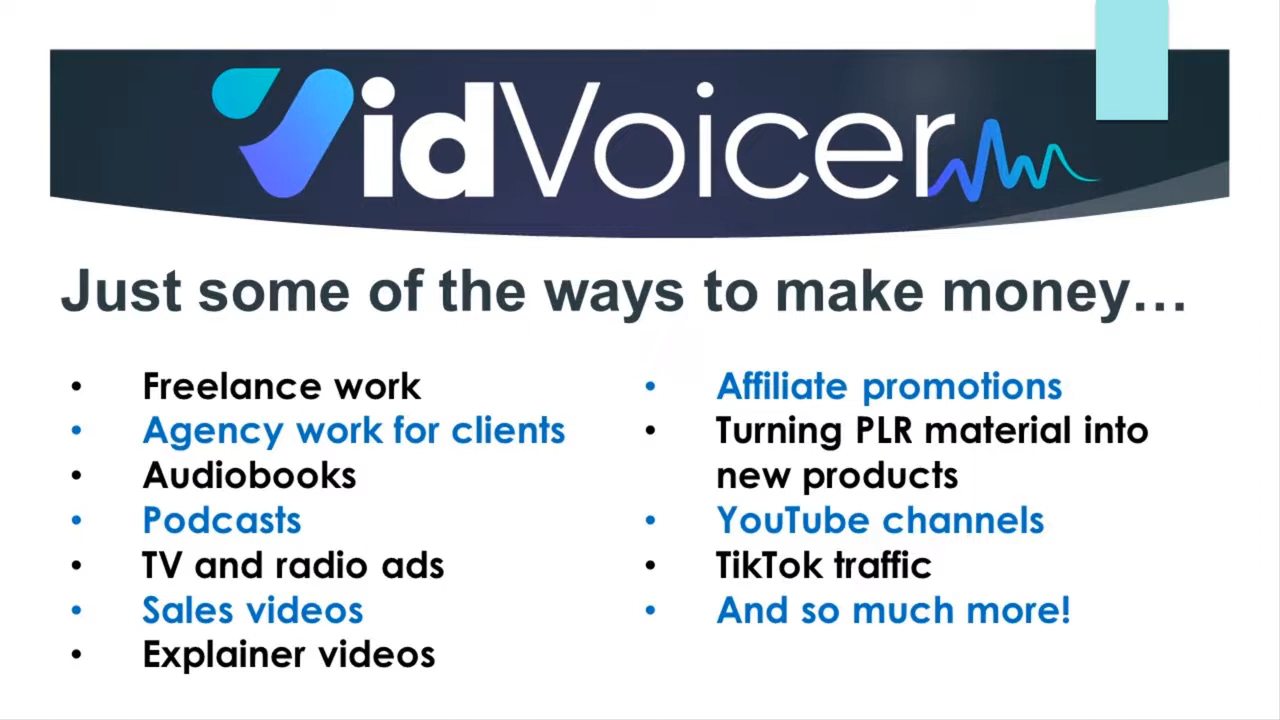 VidVoicer
Just some of the ways to make money…
• Freelance work
• Agency work for clients
• Audiobooks
• Podcasts
• TV and radio ads
• Sales videos
• Explainer videos
• Affiliate promotions
• Turning PLR material into
new products
• YouTube channels
• TikTok traffic
• And so much more!